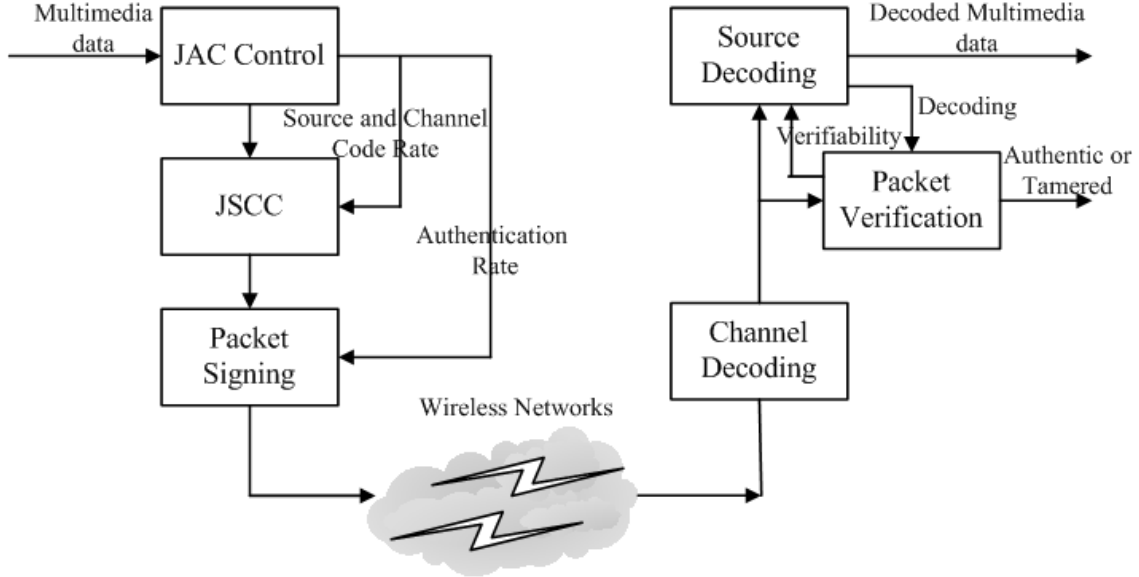 Multimedia
data
JAC Control
Source and Channel
Code Rate
JSCC
Authentication
Rate
Packet
Signing
Wireless Networks
Source
Decoding
Decoded Multimedia
data
Decoding
Verifiability
Packet
Verification
Authentic or
Tamered
Channel
Decoding